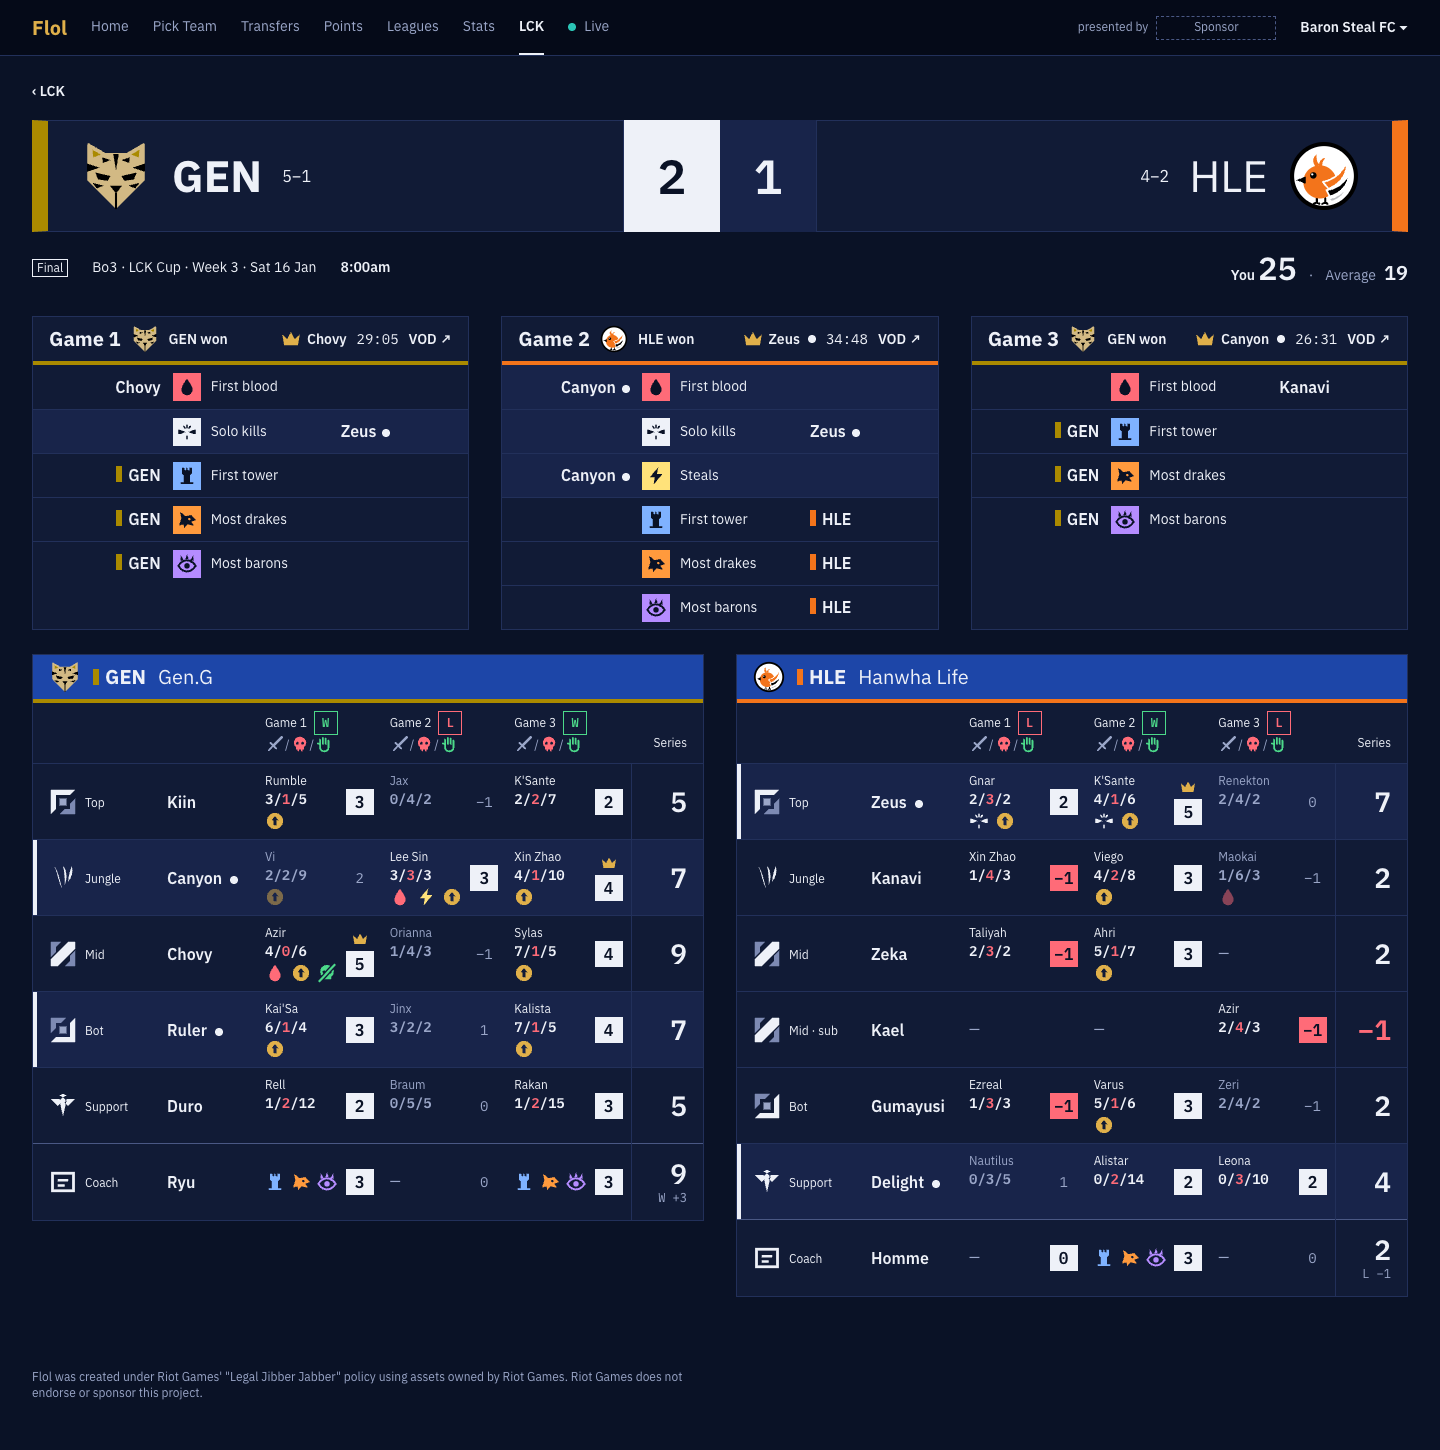 Flol Home Pick Team Transfers Points Leagues Stats LCK Live presented by Sponsor Baron Steal FC
‹ LCK
GEN 5–1 2 1 4–2 HLE
Final Bo3 · LCK Cup · Week 3 · Sat 16 Jan 8:00am You 25 · Average 19
Game 1 GEN won Chovy 29:05 VOD ↗
Chovy First blood
Solo kills Zeus
GEN First tower
GEN Most drakes
GEN Most barons
Game 2 HLE won Zeus 34:48 VOD ↗
Canyon First blood
Solo kills Zeus
Canyon Steals
First tower HLE
Most drakes HLE
Most barons HLE
Game 3 GEN won Canyon 26:31 VOD ↗
First blood Kanavi
GEN First tower
GEN Most drakes
GEN Most barons
GEN Gen.G
Game 1 W Game 2 L Game 3 W
/ / / / / / Series
Rumble Jax K'Sante
Top Kiin 3/1/5 3 0/4/2 −1 2/2/7 2 5
Vi Lee Sin Xin Zhao
Jungle Canyon 2/2/9 2 3/3/3 3 4/1/10 4 7
Azir Orianna Sylas
Mid Chovy 4/0/6 5 1/4/3 −1 7/1/5 4 9
Kai'Sa Jinx Kalista
Bot Ruler 6/1/4 3 3/2/2 1 7/1/5 4 7
Rell Braum Rakan
Support Duro 1/2/12 2 0/5/5 0 1/2/15 3 5
Coach Ryu 3 — 0 3 9
W +3
HLE Hanwha Life
Game 1 L Game 2 W Game 3 L
/ / / / / / Series
Gnar K'Sante Renekton
Top Zeus 2/3/2 2 4/1/6 5 2/4/2 0 7
Xin Zhao Viego Maokai
Jungle Kanavi 1/4/3 −1 4/2/8 3 1/6/3 −1 2
Taliyah Ahri
Mid Zeka 2/3/2 −1 5/1/7 3 — 2
Azir
Mid · sub Kael — — 2/4/3 −1 −1
Ezreal Varus Zeri
Bot Gumayusi 1/3/3 −1 5/1/6 3 2/4/2 −1 2
Nautilus Alistar Leona
Support Delight 0/3/5 1 0/2/14 2 0/3/10 2 4
Coach Homme — 0 3 — 0 2
L −1
Flol was created under Riot Games' "Legal Jibber Jabber" policy using assets owned by Riot Games. Riot Games does not
endorse or sponsor this project.